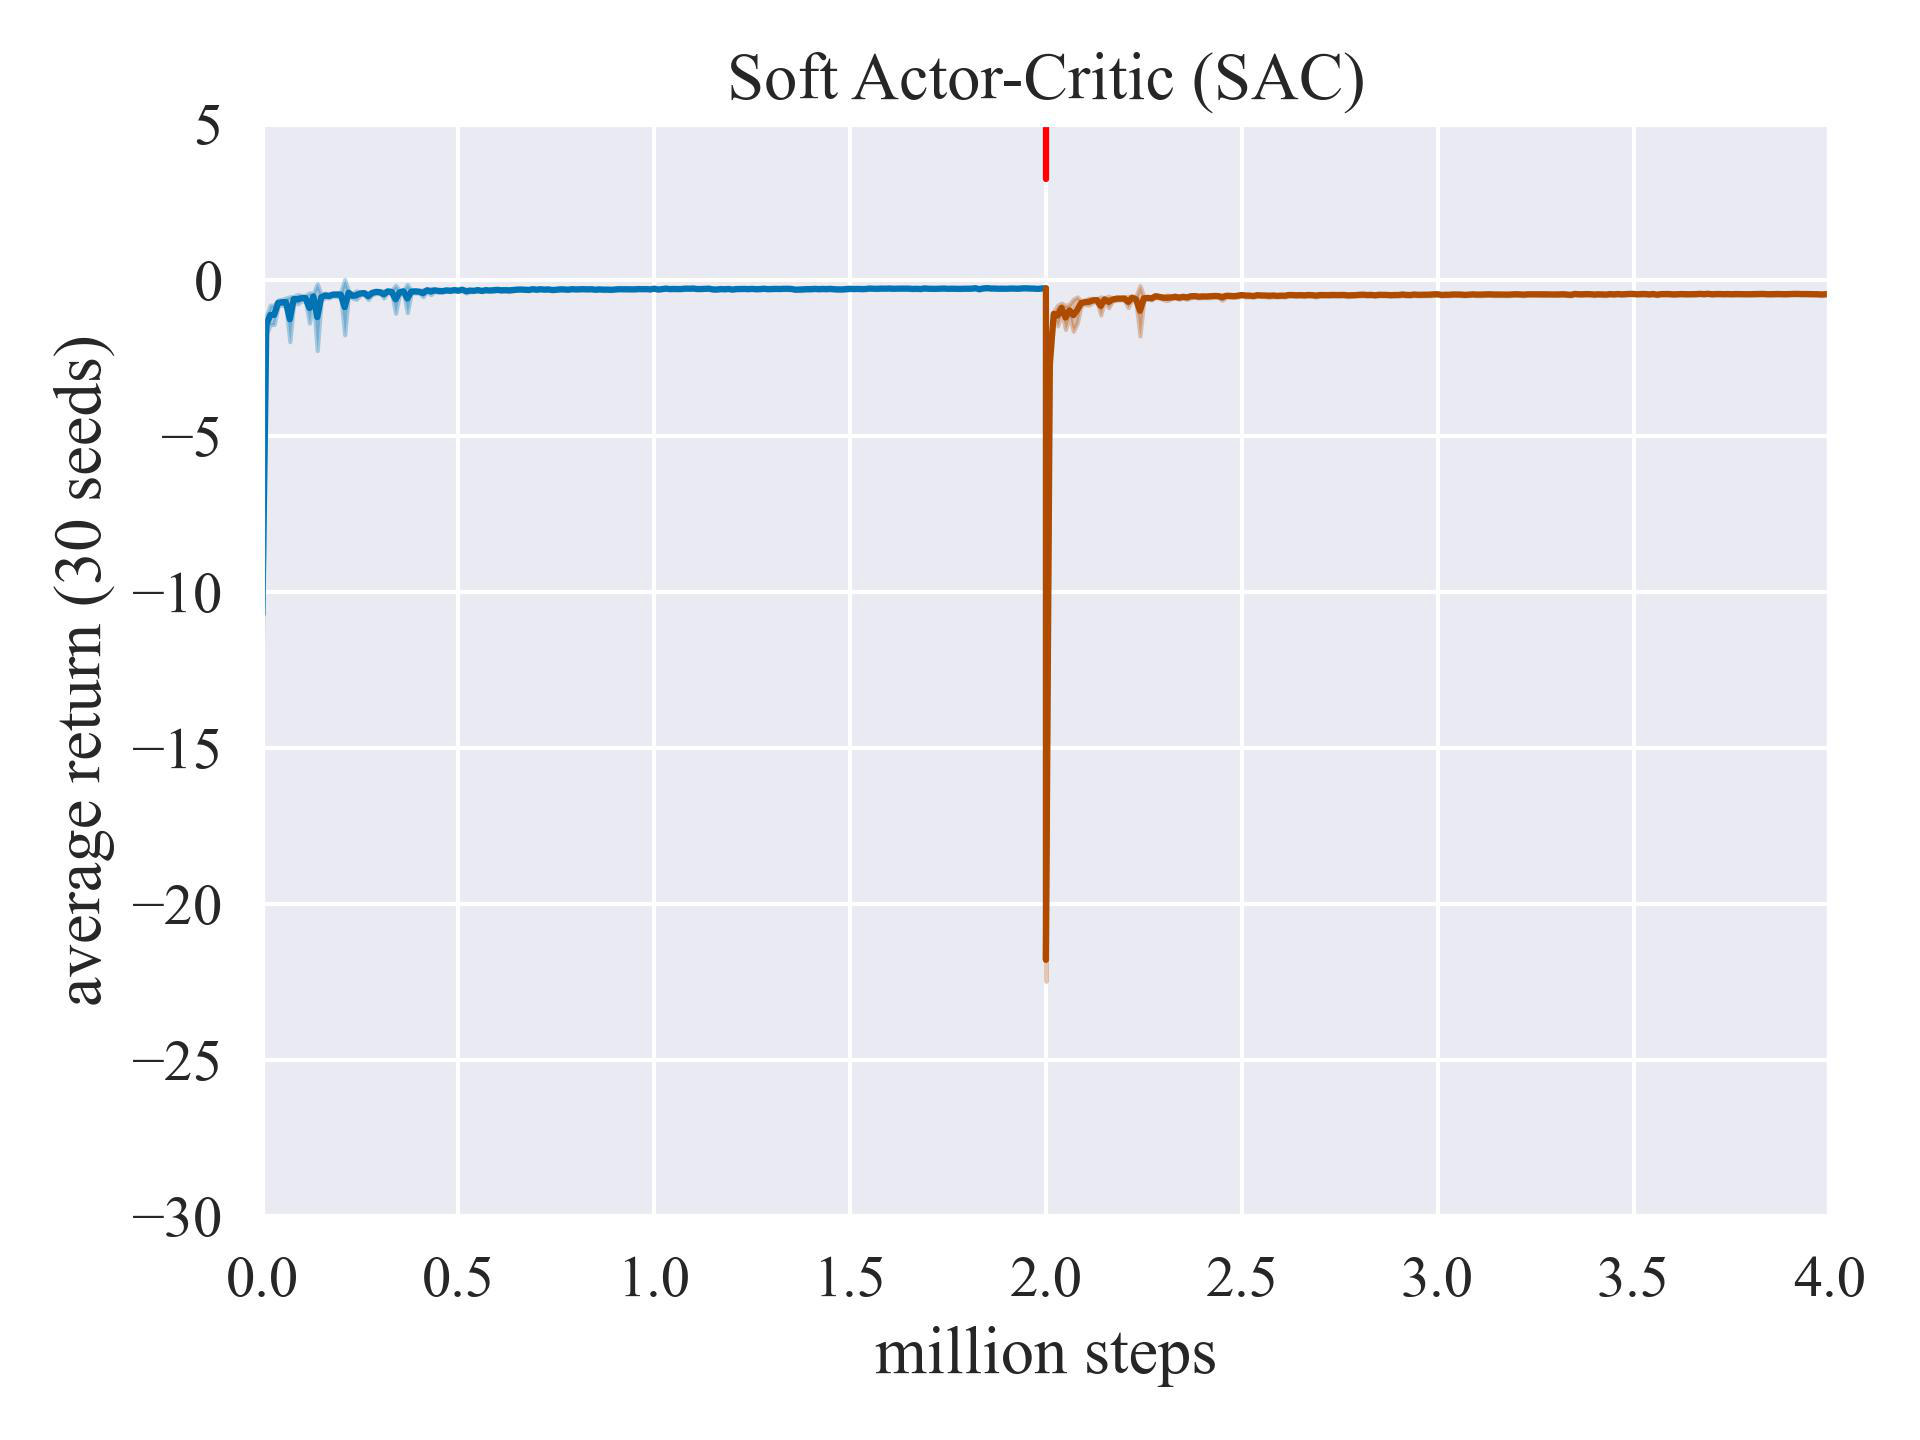 Soft Actor-Critic (SAC)
5
0
−5
−10
−15
−20
−25
−30
average return (30 seeds)
0.0 0.5 1.0 1.5 2.0 2.5 3.0 3.5 4.0
million steps